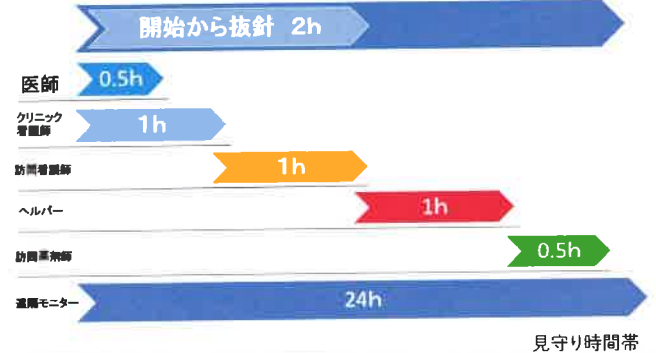 開始から抜針 2h
医師
0.5h
クリニック
看護師
1h
訪問看護師
1h
ヘルパー
1h
訪問薬剤師
0.5h
遠隔モニター
24h
見守り時間帯